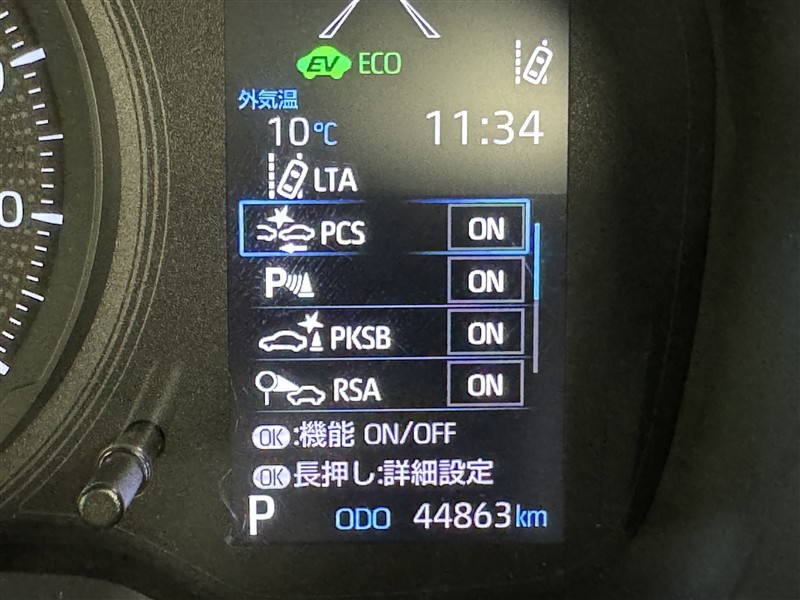 EV ECO
外気温
10℃ 11:34
LTA
PCS ON
P ON
PKSB ON
RSA ON
OK:機能 ON/OFF
OK長押し:詳細設定
P ODO 44863km